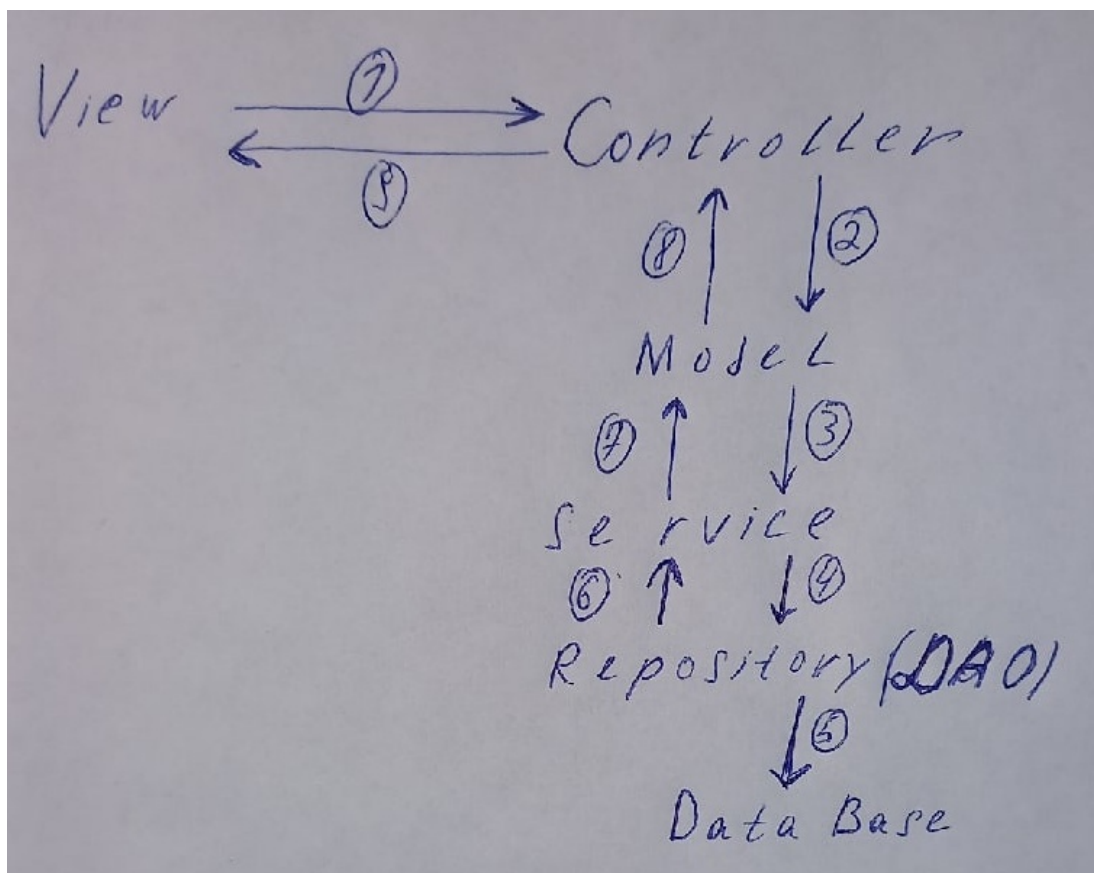 View ① Controller
⑨
⑧ ②
Model
⑦ ③
Service
⑥ ④
Repository (DAO)
⑤
Data Base